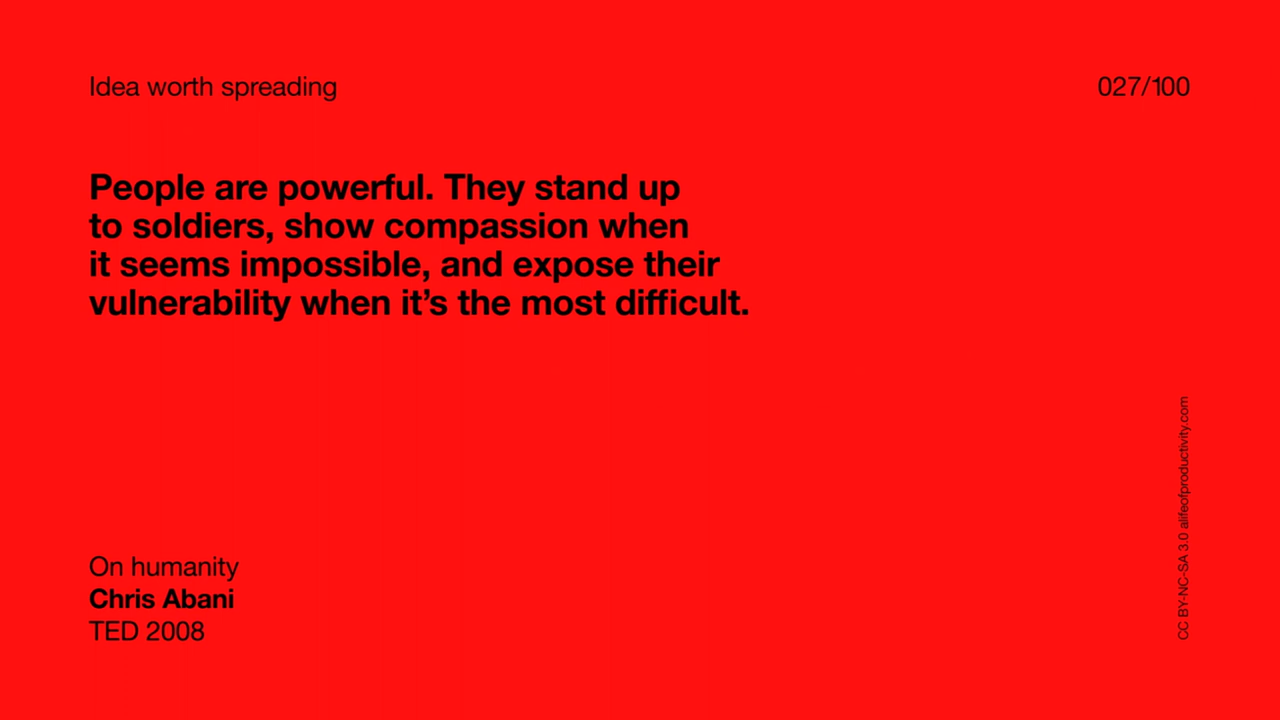 Idea worth spreading
027/100
People are powerful. They stand up
to soldiers, show compassion when
it seems impossible, and expose their
vulnerability when it’s the most difficult.
On humanity
Chris Abani
TED 2008
CC BY-NC-SA 3.0 alifeofproductivity.com